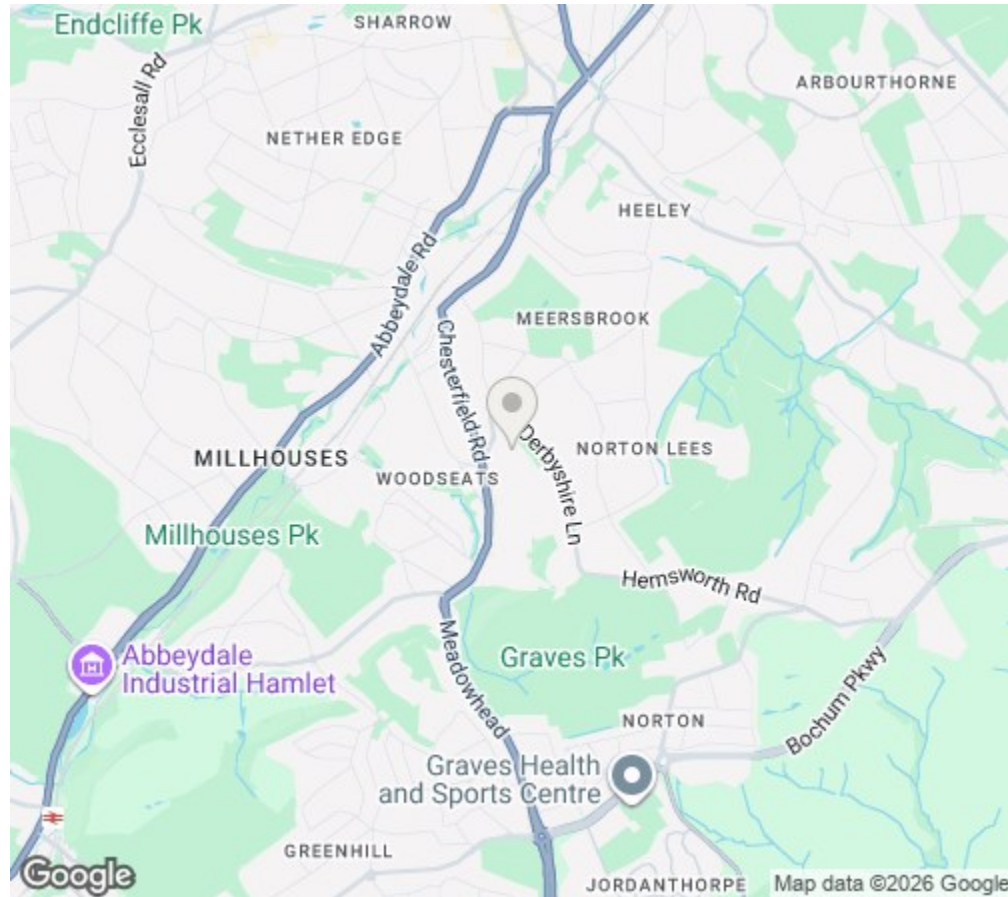 Endcliffe Pk
SHARROW
Ecclesall Rd
ARBOURTHORNE
NETHER EDGE
HEELEY
Abbeydale Rd
MEERSBROOK
Chesterfield Rd
Derbyshire Ln
NORTON LEES
MILLHOUSES
WOODSEATS
Millhouses Pk
Hemsworth Rd
Abbeydale
Industrial Hamlet
Graves Pk
Meadowhead
NORTON
Bochum Pkwy
Graves Health
and Sports Centre
GREENHILL
JORDANTHORPE
Google
Map data ©2026 Google